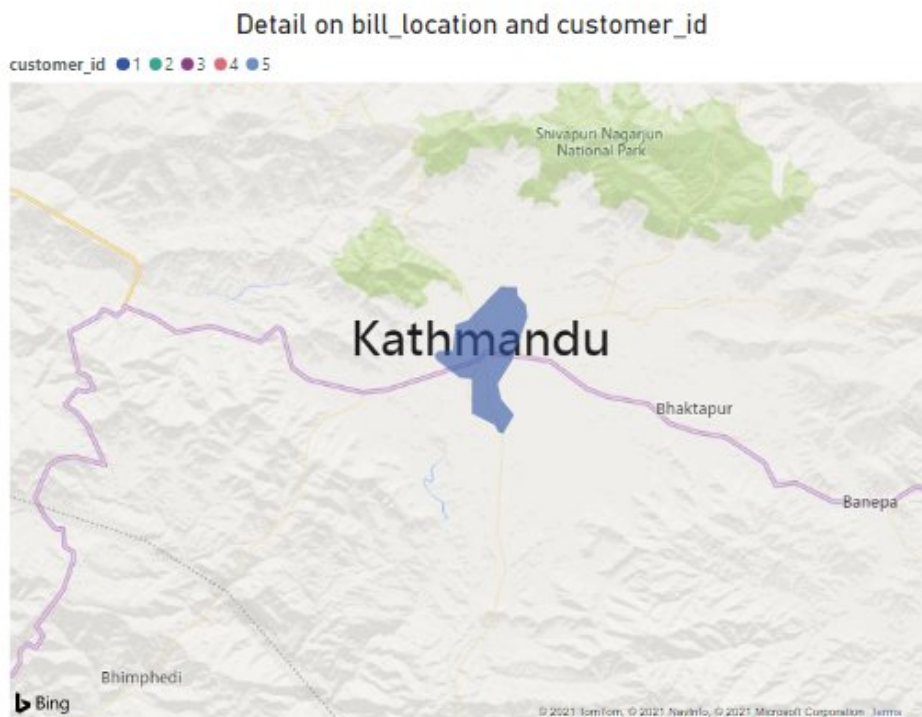 Detail on bill_location and customer_id
customer_id 1 2 3 4 5
Shivapuri Nagarjun
National Park
Kathmandu
Bhaktapur
Banepa
Bhimphedi
Bing
© 2021 TomTom, © 2021 NavInfo, © 2021 Microsoft Corporation Terms